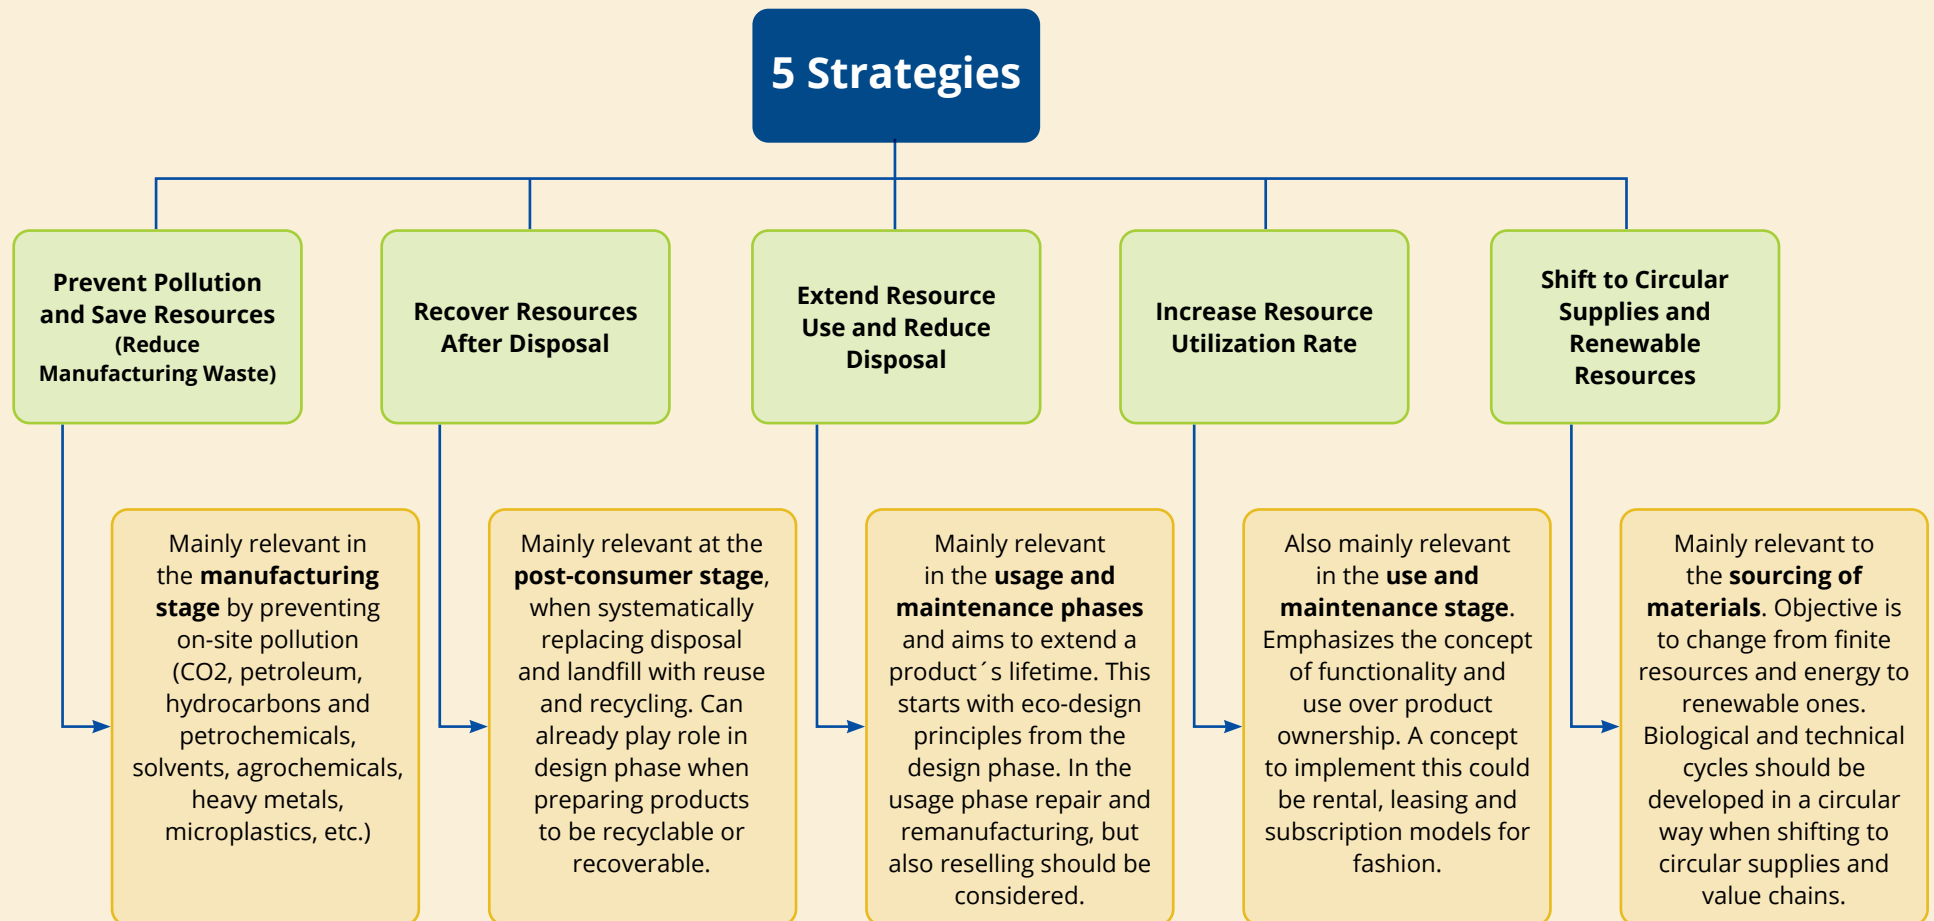 5 Strategies
Prevent Pollution
and Save Resources
(Reduce
Manufacturing Waste)
Recover Resources
After Disposal
Extend Resource
Use and Reduce
Disposal
Increase Resource
Utilization Rate
Shift to Circular
Supplies and
Renewable
Resources
Mainly relevant in
the manufacturing
stage by preventing
on-site pollution
(CO2, petroleum,
hydrocarbons and
petrochemicals,
solvents, agrochemicals,
heavy metals,
microplastics, etc.)
Mainly relevant at the
post-consumer stage,
when systematically
replacing disposal
and landfill with reuse
and recycling. Can
already play role in
design phase when
preparing products
to be recyclable or
recoverable.
Mainly relevant
in the usage and
maintenance phases
and aims to extend a
product´s lifetime. This
starts with eco-design
principles from the
design phase. In the
usage phase repair and
remanufacturing, but
also reselling should be
considered.
Also mainly relevant
in the use and
maintenance stage.
Emphasizes the concept
of functionality and
use over product
ownership. A concept
to implement this could
be rental, leasing and
subscription models for
fashion.
Mainly relevant to
the sourcing of
materials. Objective is
to change from finite
resources and energy to
renewable ones.
Biological and technical
cycles should be
developed in a circular
way when shifting to
circular supplies and
value chains.